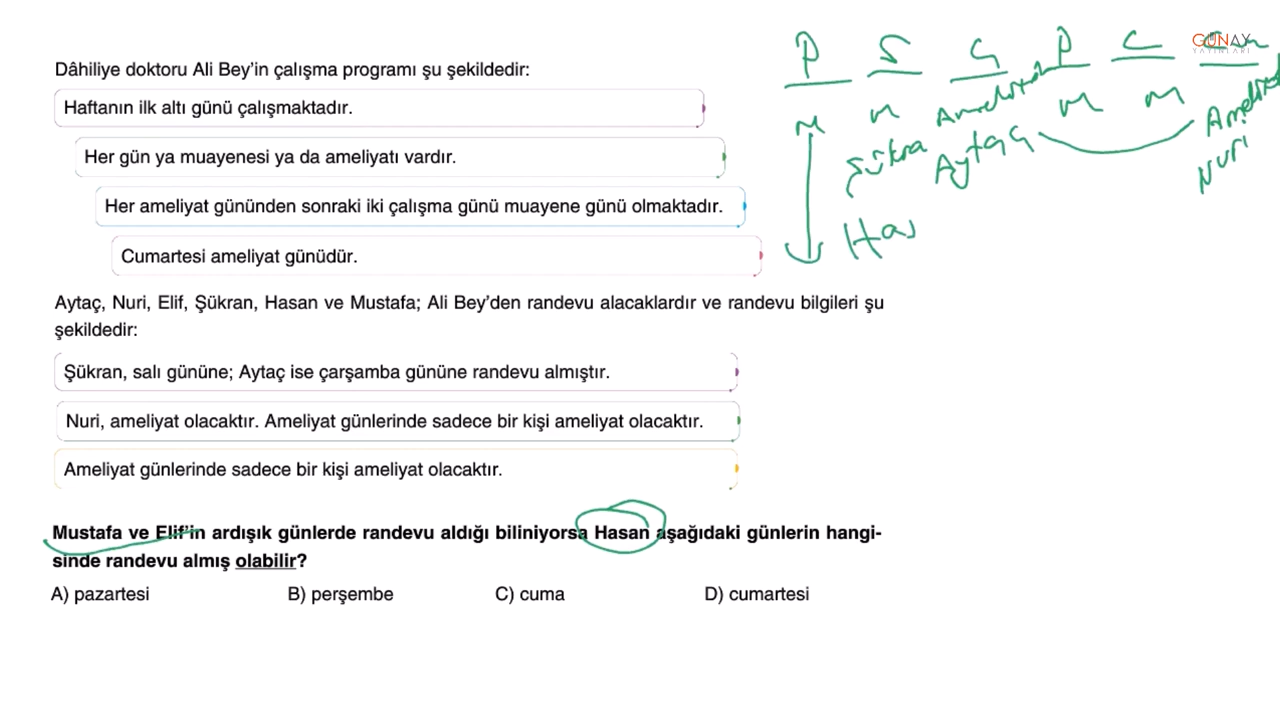 GÜNAY
YAYINLARI
Dâhiliye doktoru Ali Bey'in çalışma programı şu şekildedir:
Haftanın ilk altı günü çalışmaktadır.
Her gün ya muayenesi ya da ameliyatı vardır.
Her ameliyat gününden sonraki iki çalışma günü muayene günü olmaktadır.
Cumartesi ameliyat günüdür.
Aytaç, Nuri, Elif, Şükran, Hasan ve Mustafa; Ali Bey'den randevu alacaklardır ve randevu bilgileri şu
şekildedir:
Şükran, salı gününe; Aytaç ise çarşamba gününe randevu almıştır.
Nuri, ameliyat olacaktır. Ameliyat günlerinde sadece bir kişi ameliyat olacaktır.
Ameliyat günlerinde sadece bir kişi ameliyat olacaktır.
Mustafa ve Elif'in ardışık günlerde randevu aldığı biliniyorsa Hasan aşağıdaki günlerin hangi-
sinde randevu almış olabilir?
A) pazartesi B) perşembe C) cuma D) cumartesi
P S Ç P C
M M M M
Şükra Aytaç Nuri
Has